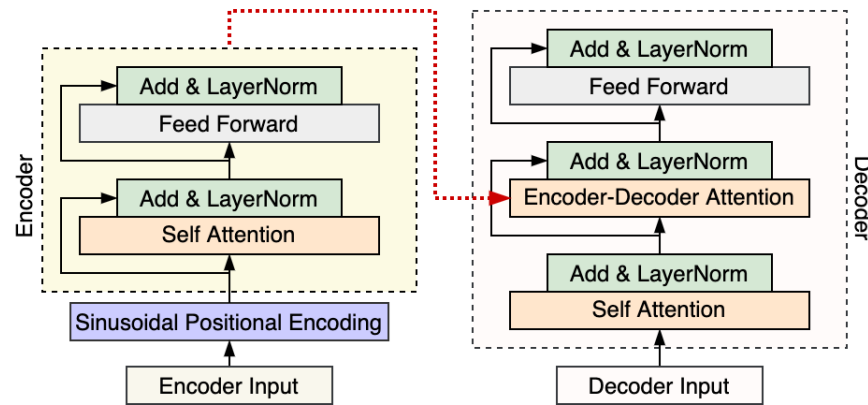 Add & LayerNorm
Feed Forward
Add & LayerNorm
Self Attention
Encoder
Sinusoidal Positional Encoding
Encoder Input
Add & LayerNorm
Feed Forward
Add & LayerNorm
Encoder-Decoder Attention
Add & LayerNorm
Self Attention
Decoder
Decoder Input